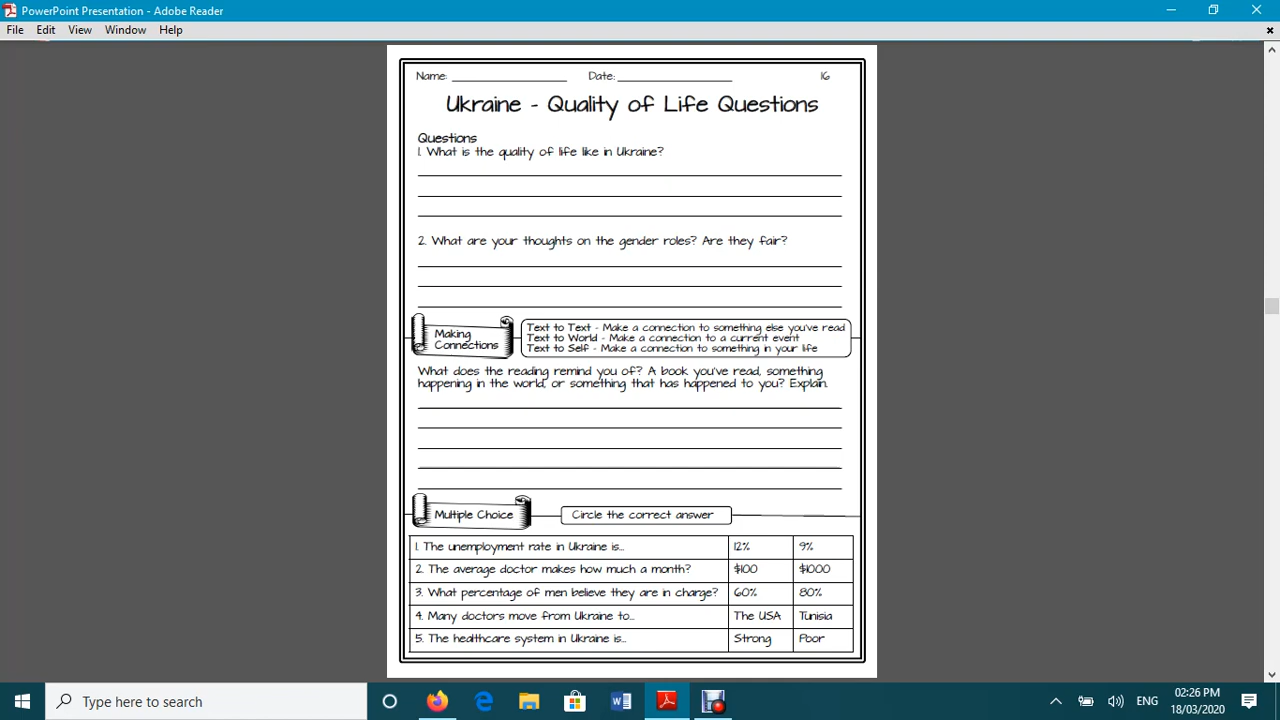 PowerPoint Presentation - Adobe Reader
File Edit View Window Help
Name: Date: 16
Ukraine - Quality of Life Questions
Questions
1. What is the quality of life like in Ukraine?
2. What are your thoughts on the gender roles? Are they fair?
Making
Connections
Text to Text - Make a connection to something else you've read
Text to World - Make a connection to a current event
Text to Self - Make a connection to something in your life
What does the reading remind you of? A book you've read, something
happening in the world, or something that has happened to you? Explain.
Multiple Choice
Circle the correct answer
1. The unemployment rate in Ukraine is... 12% 9%
2. The average doctor makes how much a month? $100 $1000
3. What percentage of men believe they are in charge? 60% 80%
4. Many doctors move from Ukraine to... The USA Tunisia
5. The healthcare system in Ukraine is... Strong Poor
Type here to search
ENG
02:26 PM
18/03/2020